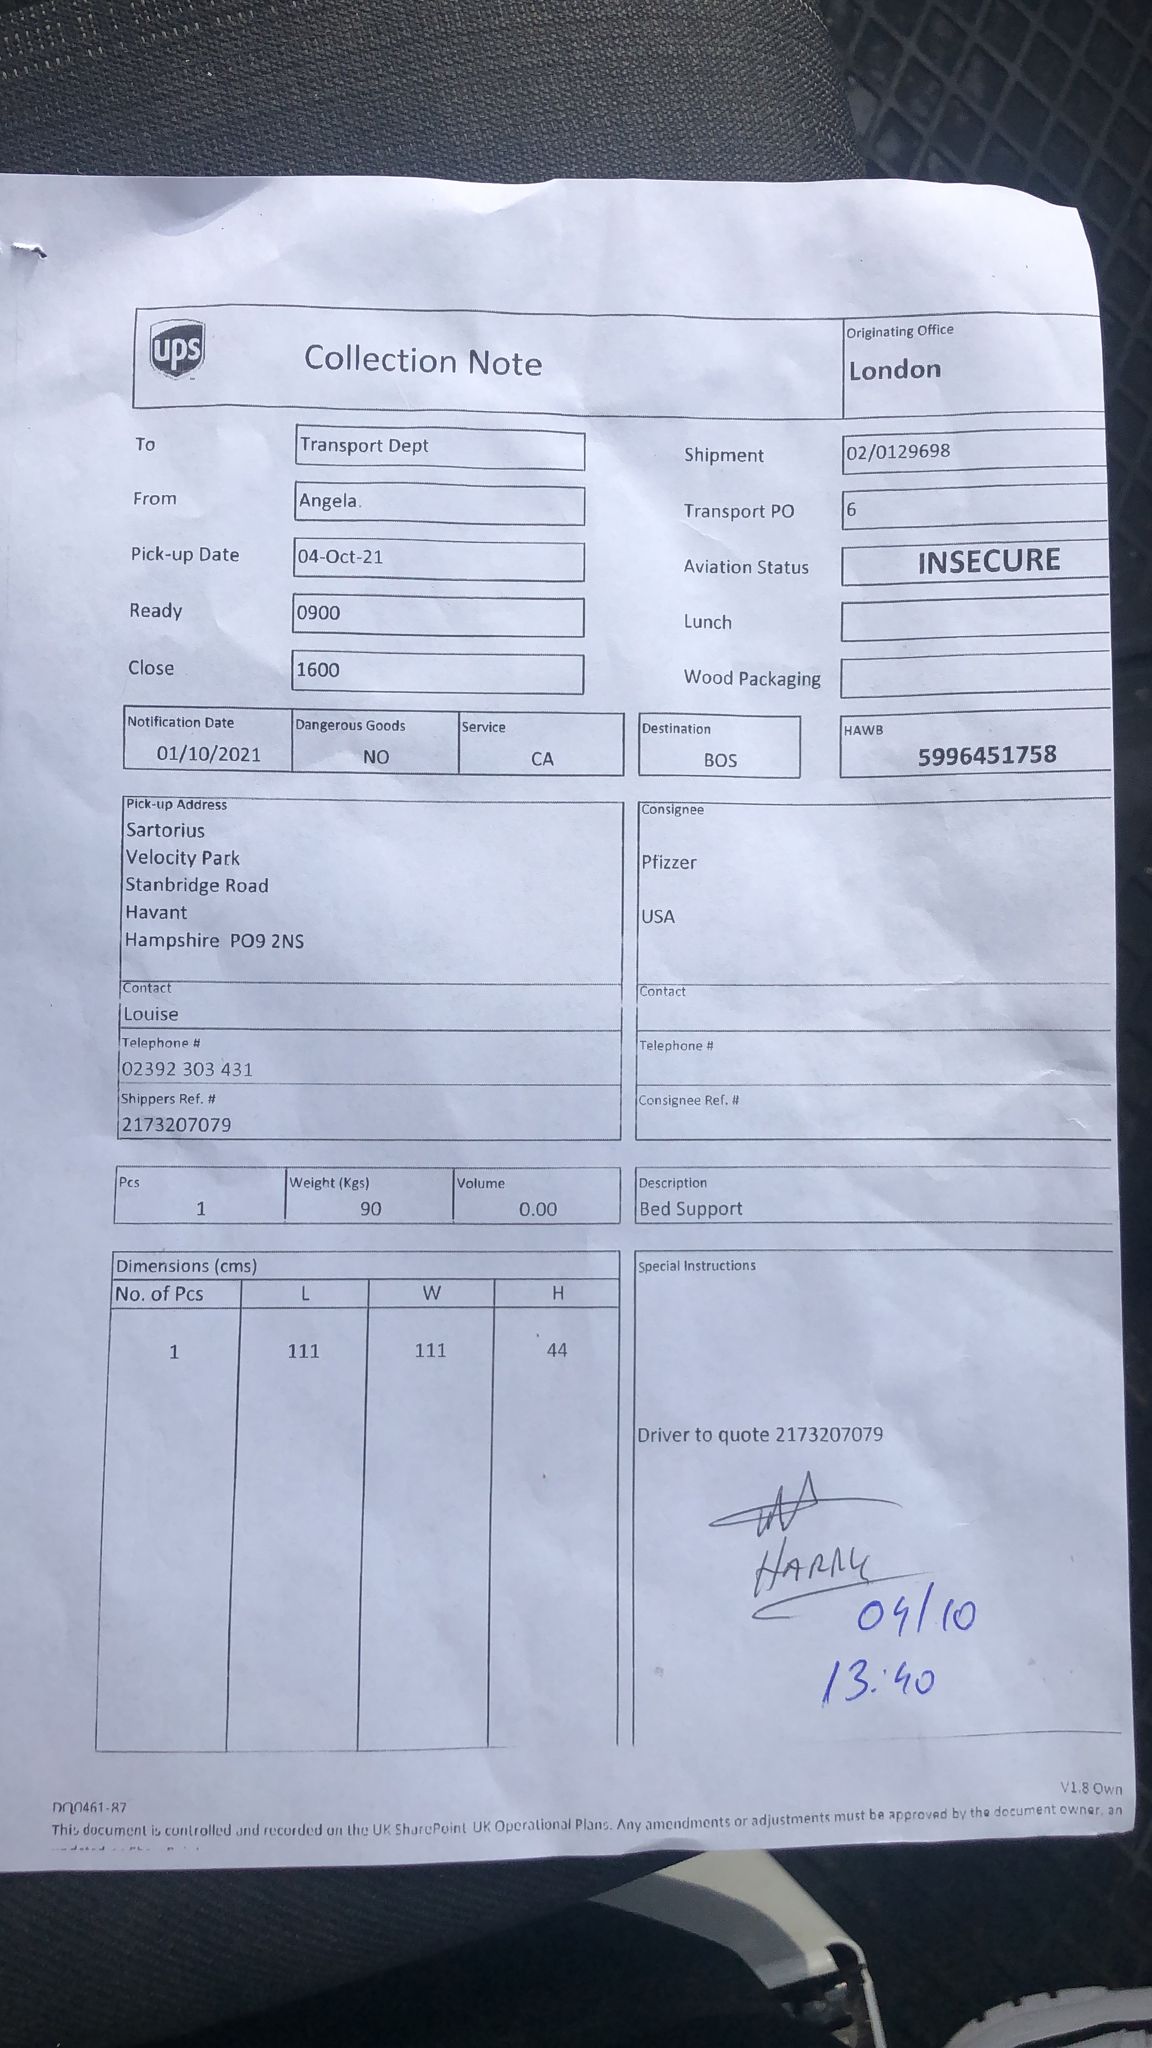 ups
Collection Note
Originating Office
London
To
Transport Dept
Shipment
02/0129698
From
Angela.
Transport PO
6
Pick-up Date
04-Oct-21
Aviation Status
INSECURE
Ready
0900
Lunch
Close
1600
Wood Packaging
Notification Date
01/10/2021
Dangerous Goods
NO
Service
CA
Destination
BOS
HAWB
5996451758
Pick-up Address
Sartorius
Velocity Park
Stanbridge Road
Havant
Hampshire PO9 2NS
Contact
Louise
Telephone #
02392 303 431
Shippers Ref. #
2173207079
Consignee
Pfizzer
USA
Contact
Telephone #
Consignee Ref. #
Pcs
1
Weight (Kgs)
90
Volume
0.00
Description
Bed Support
Dimensions (cms)
No. of Pcs L W H
1 111 111 44
Special Instructions
Driver to quote 2173207079
HARRY
04/10
13:40
V1.8 Own
DQ0461-87
This document is controlled and recorded on the UK SharePoint UK Operational Plans. Any amendments or adjustments must be approved by the document owner, an